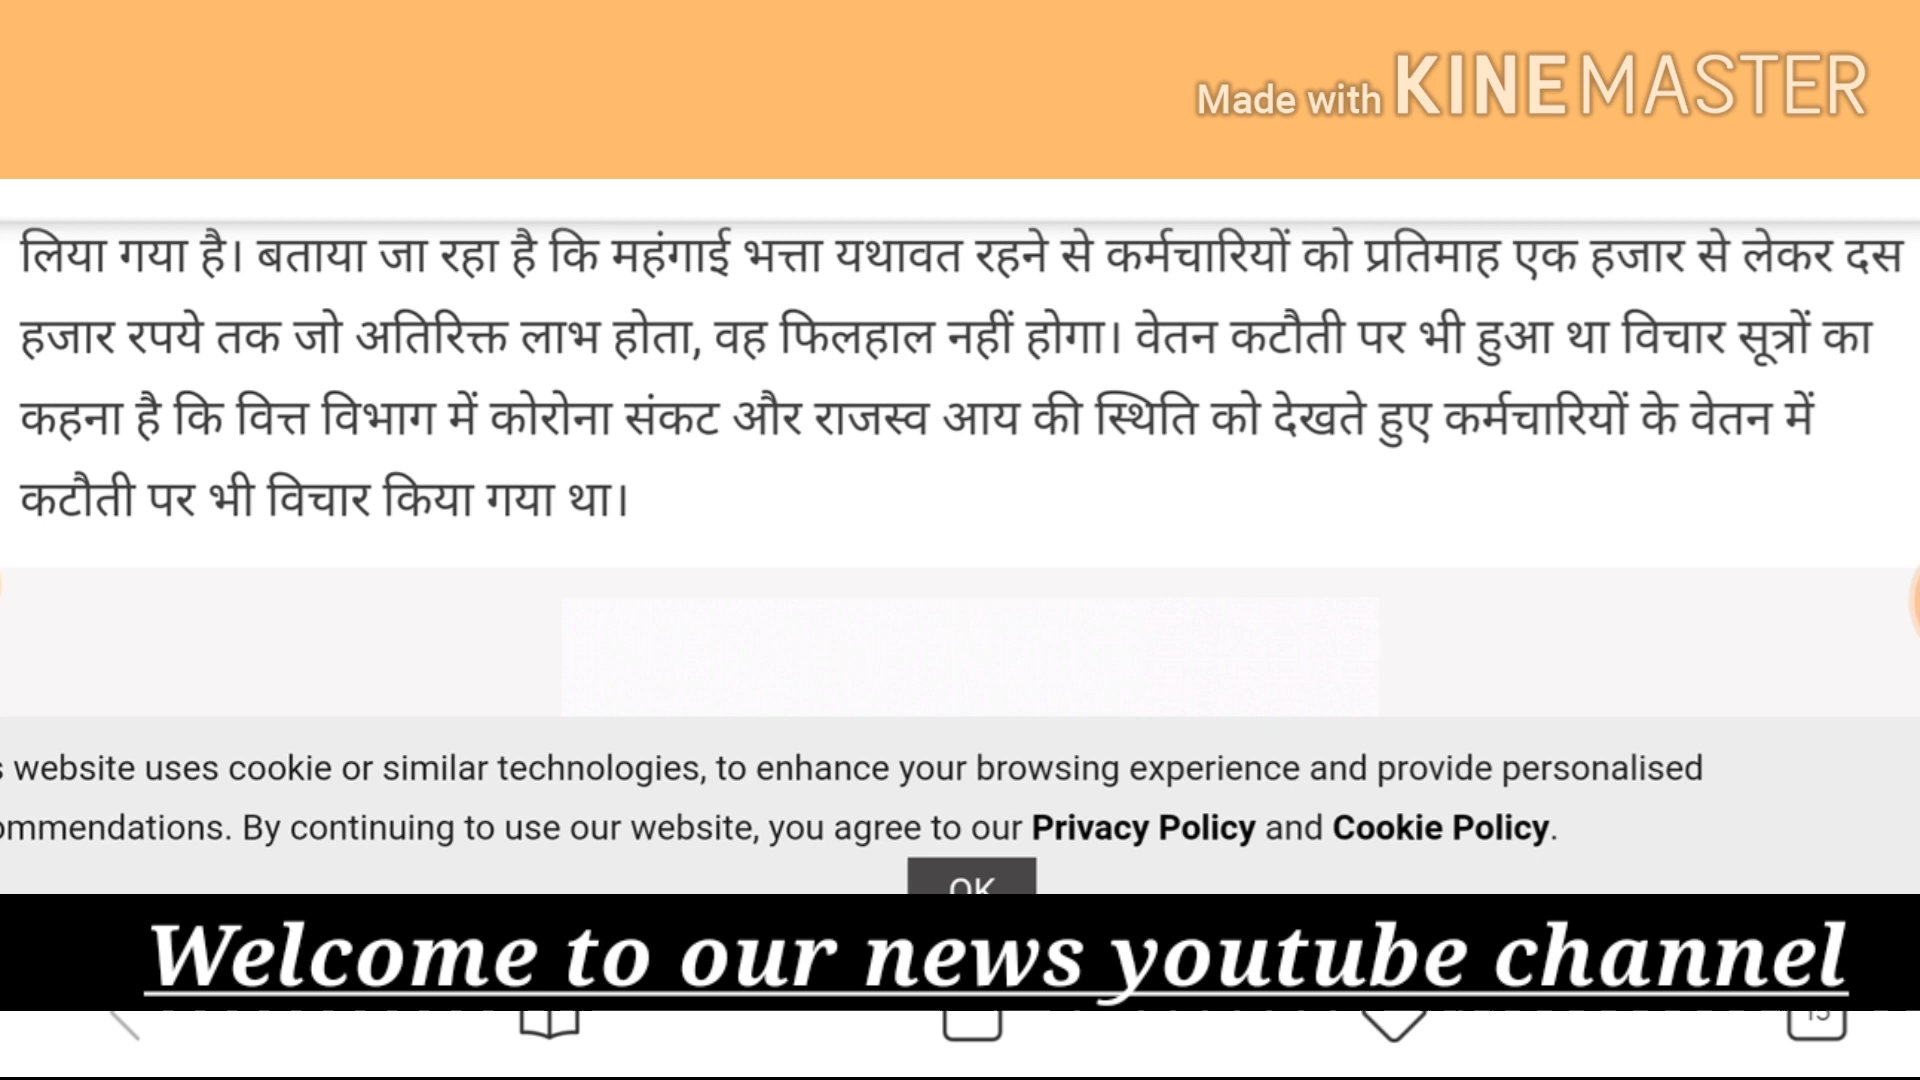 Made with KINEMASTER
लिया गया है। बताया जा रहा है कि महंगाई भत्ता यथावत रहने से कर्मचारियों को प्रतिमाह एक हजार से लेकर दस
हजार रपये तक जो अतिरिक्त लाभ होता, वह फिलहाल नहीं होगा। वेतन कटौती पर भी हुआ था विचार सूत्रों का
कहना है कि वित्त विभाग में कोरोना संकट और राजस्व आय की स्थिति को देखते हुए कर्मचारियों के वेतन में
कटौती पर भी विचार किया गया था।
s website uses cookie or similar technologies, to enhance your browsing experience and provide personalised
ommendations. By continuing to use our website, you agree to our Privacy Policy and Cookie Policy.
OK
Welcome to our news youtube channel